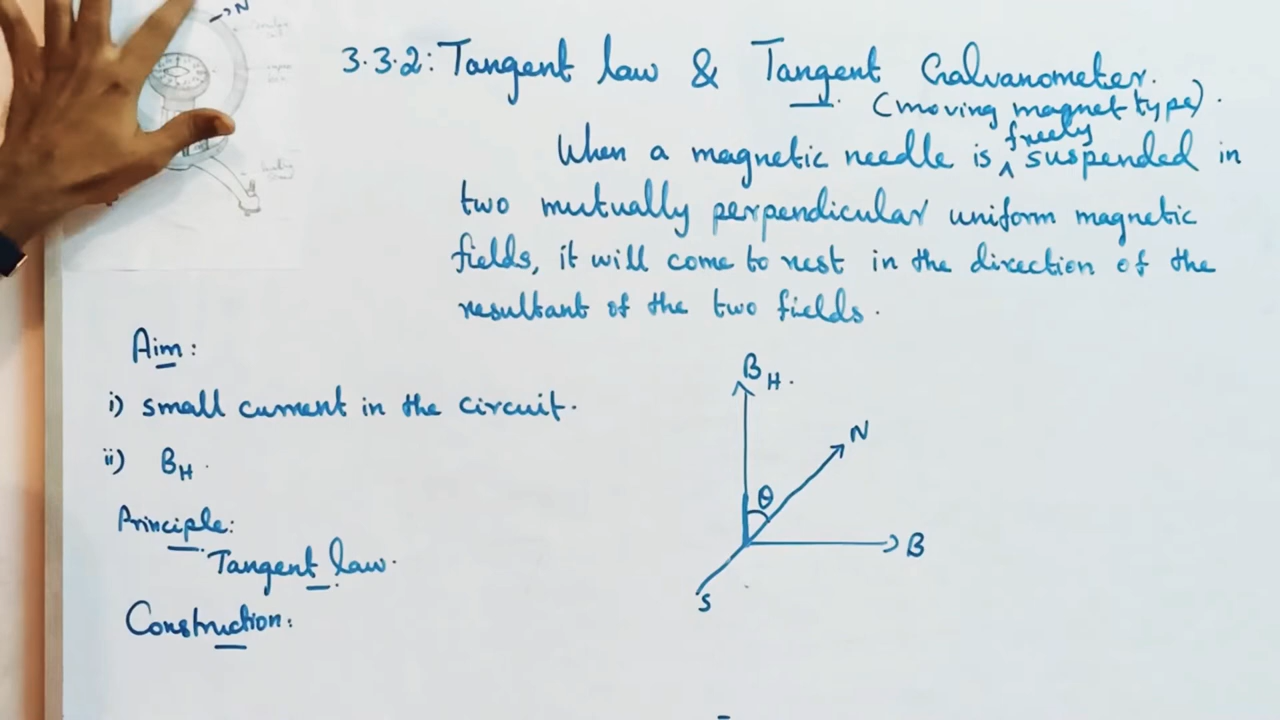 N
3.3.2: Tangent law & Tangent Galvanometer.
(moving magnet type).
When a magnetic needle is freely suspended in
two mutually perpendicular uniform magnetic
fields, it will come to rest in the direction of the
resultant of the two fields.
Aim:
i) small current in the circuit.
ii) BH.
Principle:
Tangent law.
Construction:
BH.
N
θ
B
S